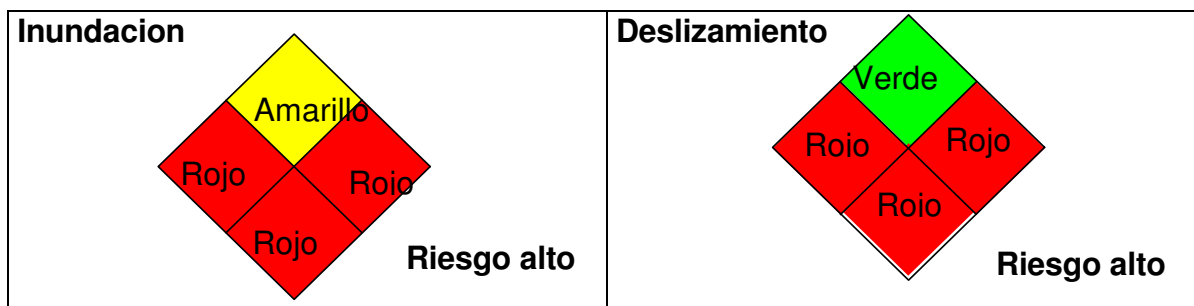 Inundacion
Amarillo
Rojo
Roio
Rojo
Riesgo alto
Deslizamiento
Verde
Roio
Rojo
Roio
Riesgo alto